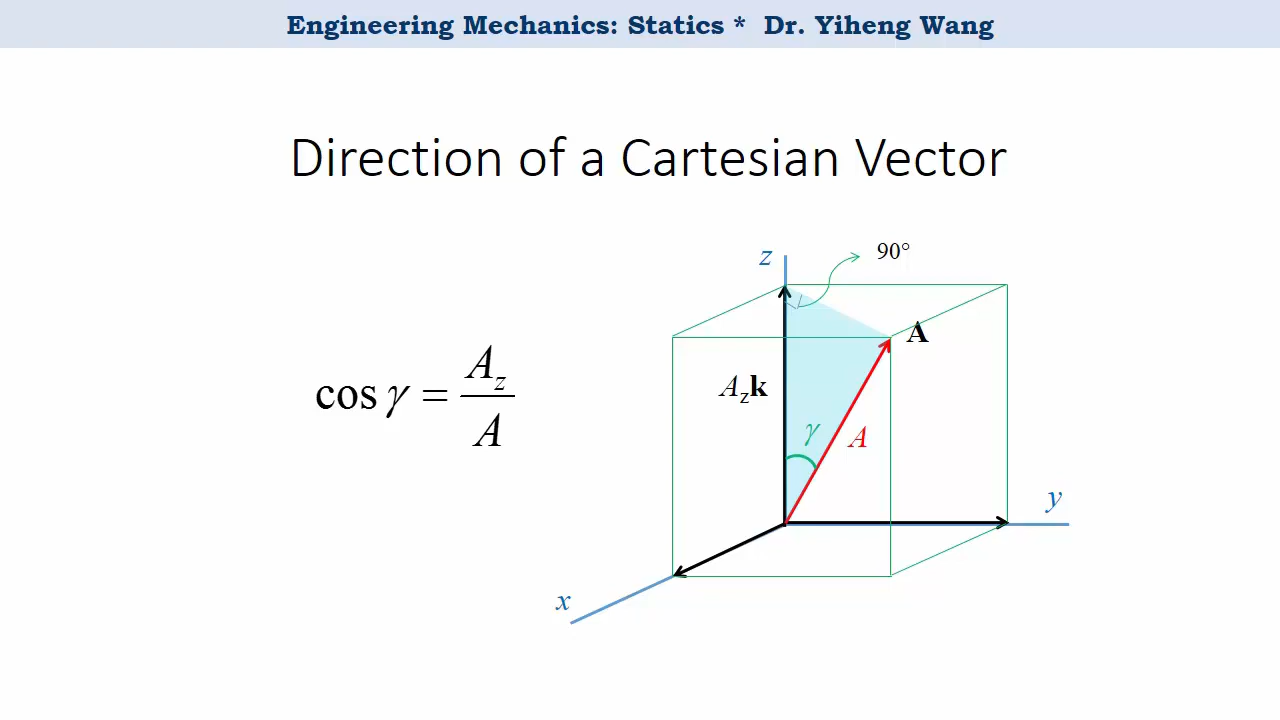 Engineering Mechanics: Statics * Dr. Yiheng Wang
Direction of a Cartesian Vector
z
90°
A
cos γ = A_z / A
A_zk
γ
A
y
x